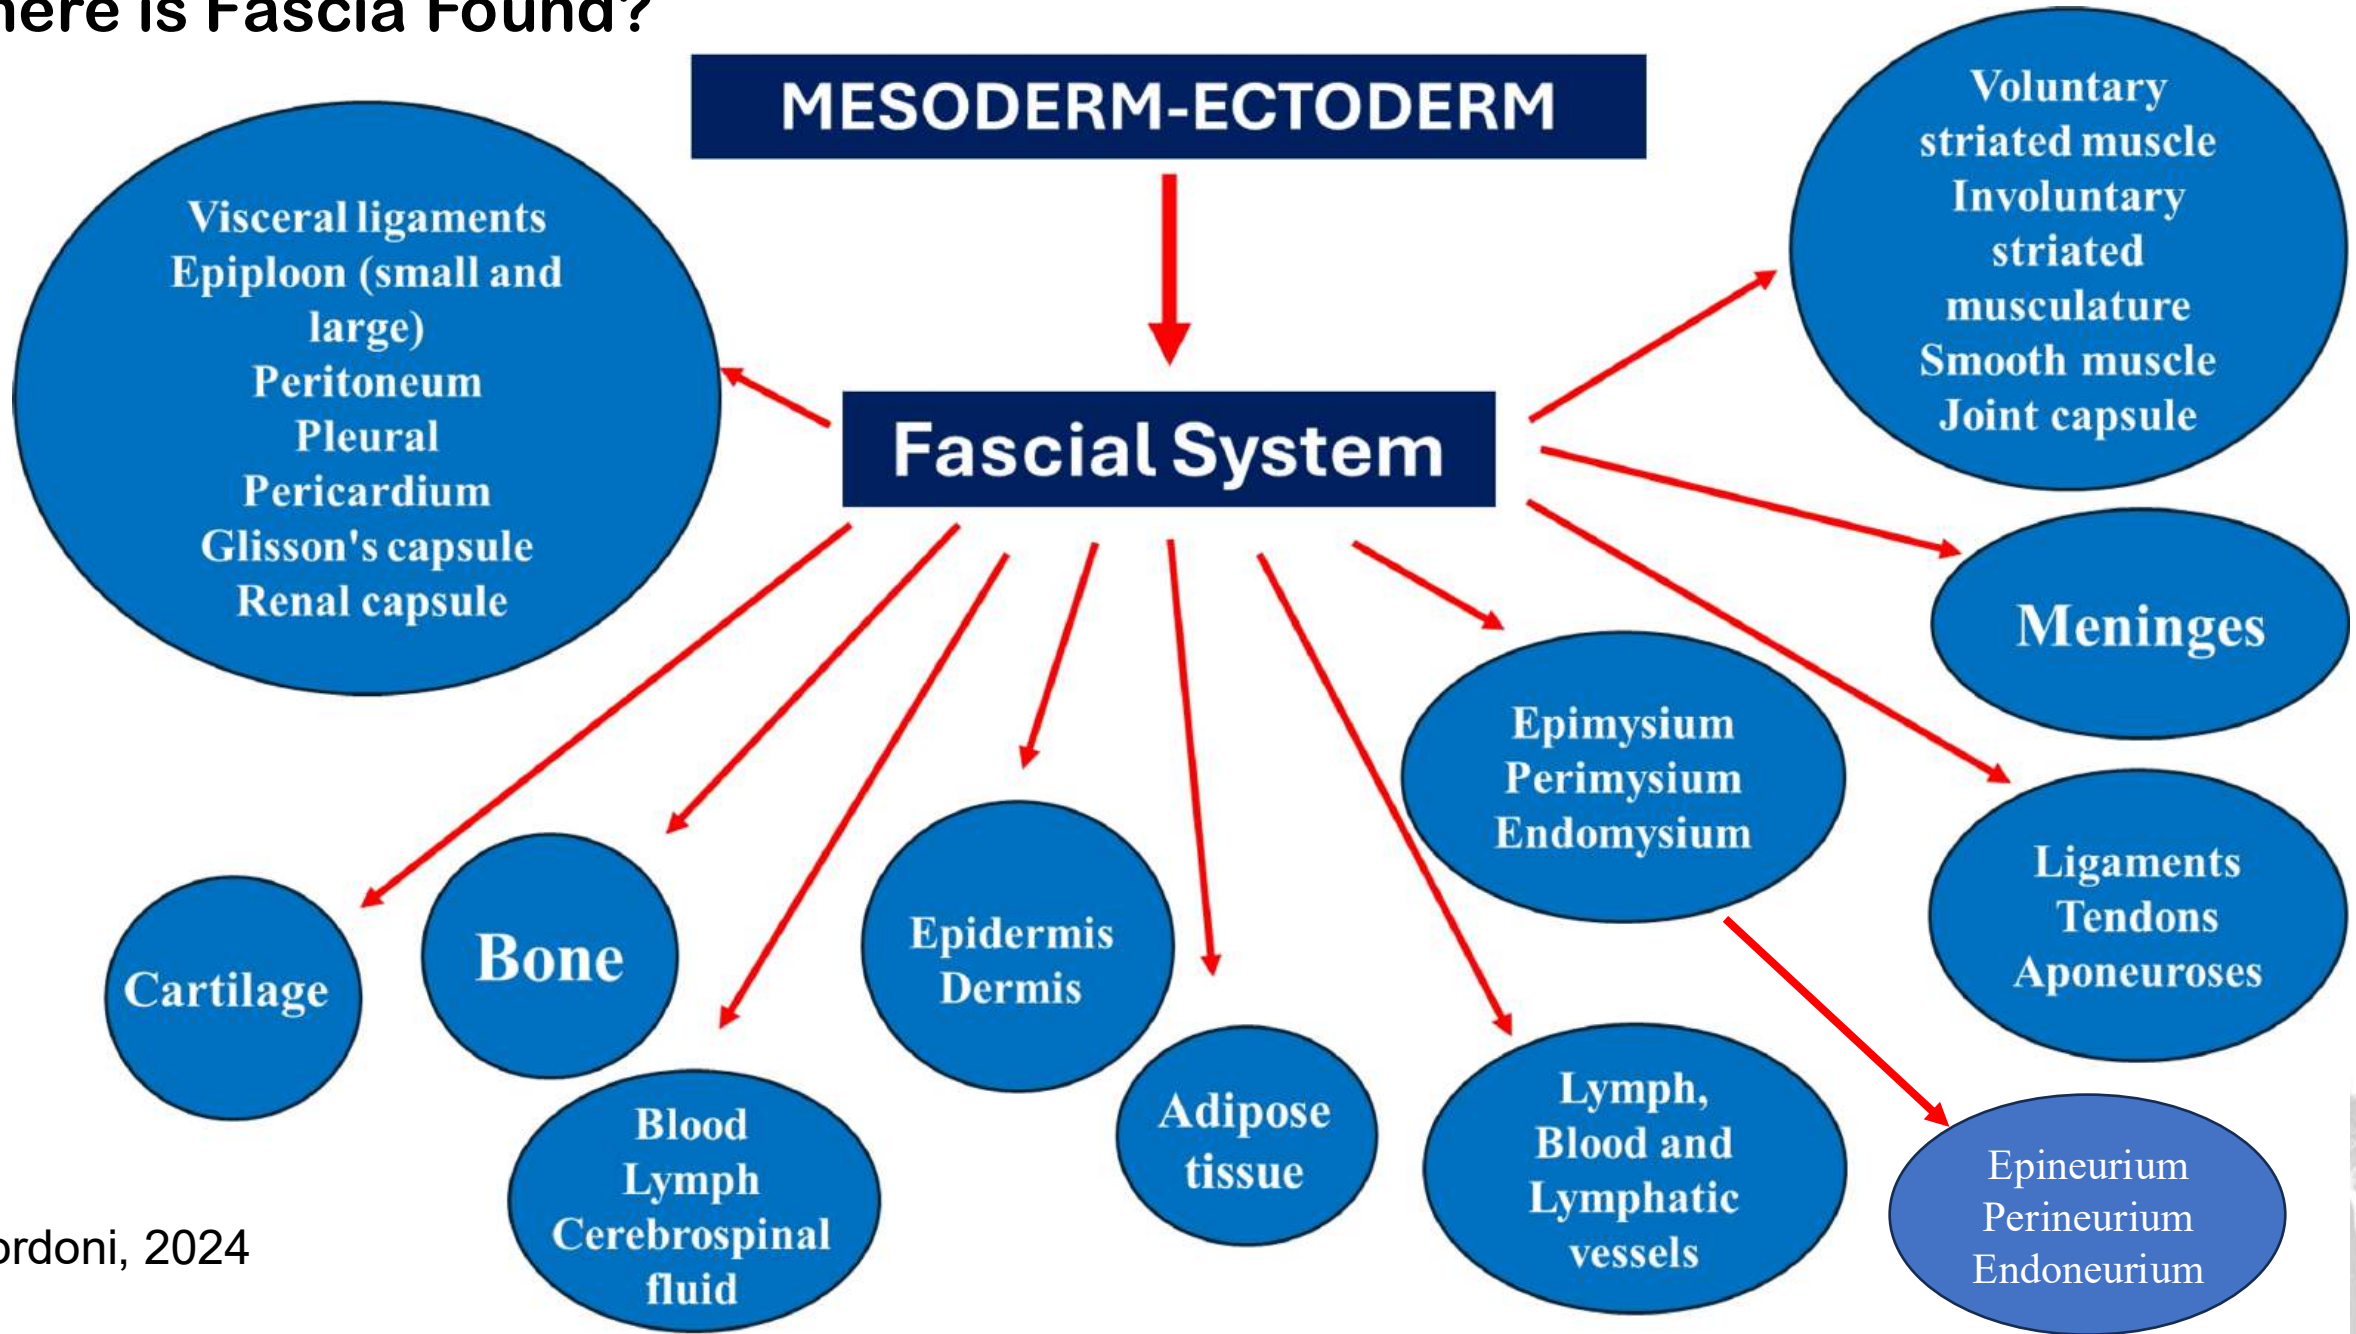 here is Fascia Found?
MESODERM-ECTODERM
Visceral ligaments
Epiploon (small and
large)
Peritoneum
Pleural
Pericardium
Glisson's capsule
Renal capsule
Fascial System
Voluntary
striated muscle
Involuntary
striated
musculature
Smooth muscle
Joint capsule
Meninges
Epimysium
Perimysium
Endomysium
Ligaments
Tendons
Aponeuroses
Cartilage
Bone
Epidermis
Dermis
Blood
Lymph
Cerebrospinal
fluid
Adipose
tissue
Lymph,
Blood and
Lymphatic
vessels
Epineurium
Perineurium
Endoneurium
ordoni, 2024